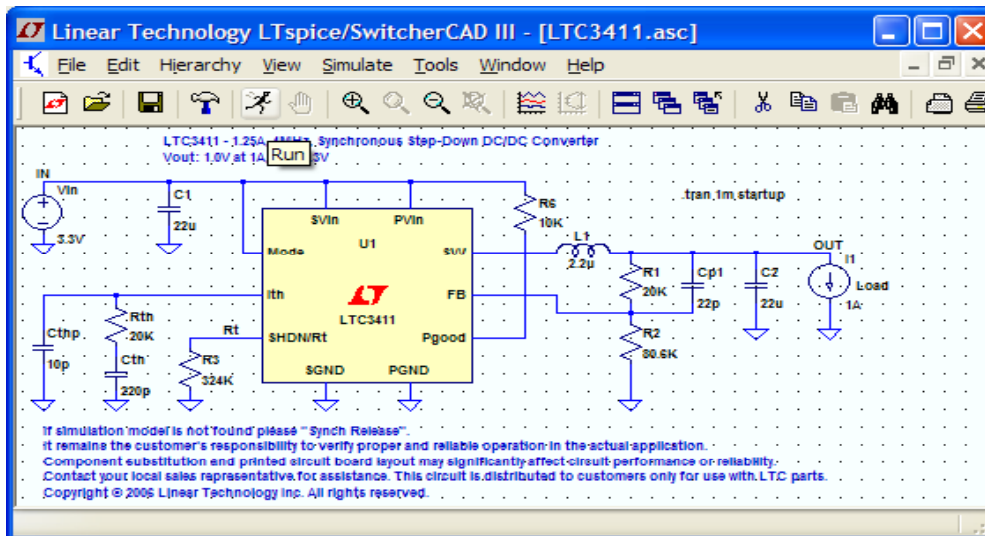 Linear Technology LTspice/SwitcherCAD III - [LTC3411.asc]
File Edit Hierarchy View Simulate Tools Window Help
LTC3411 - 1.25A, 4MHz, Synchronous Step-Down DC/DC Converter
Vout: 1.0V at 1A 3V
Run
IN
Vin
3.3V
C1
22u
SVin
PVin
U1
Mode
SW
Ith
FB
LTC3411
SHDN/Rt
Pgood
SGND
PGND
R6
10K
.tran 1m startup
L1
2.2µ
OUT
I1
Load
1A
R1
20K
Cp1
22p
C2
22u
R2
80.6K
Rth
20K
Rt
Cthp
10p
Cth
220p
R3
324K
If simulation model is not found please "Synch Release".
It remains the customer's responsibility to verify proper and reliable operation in the actual application.
Component substitution and printed circuit board layout may significantly affect circuit performance or reliability.
Contact your local sales representative for assistance. This circuit is distributed to customers only for use with LTC parts.
Copyright © 2006 Linear Technology Inc. All rights reserved.